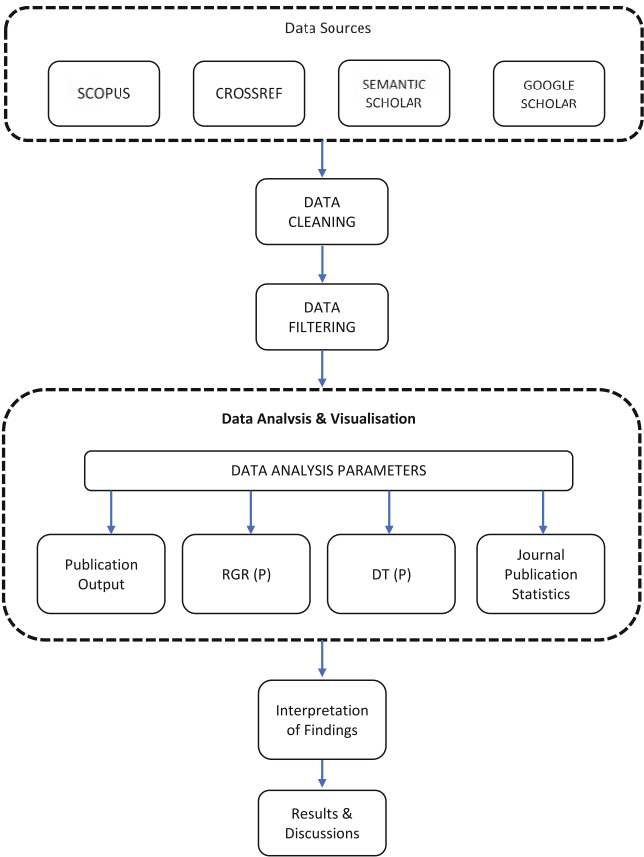 Data Sources
SCOPUS
CROSSREF
SEMANTIC
SCHOLAR
GOOGLE
SCHOLAR
DATA
CLEANING
DATA
FILTERING
Data Analysis & Visualisation
DATA ANALYSIS PARAMETERS
Publication
Output
RGR (P)
DT (P)
Journal
Publication
Statistics
Interpretation
of Findings
Results &
Discussions